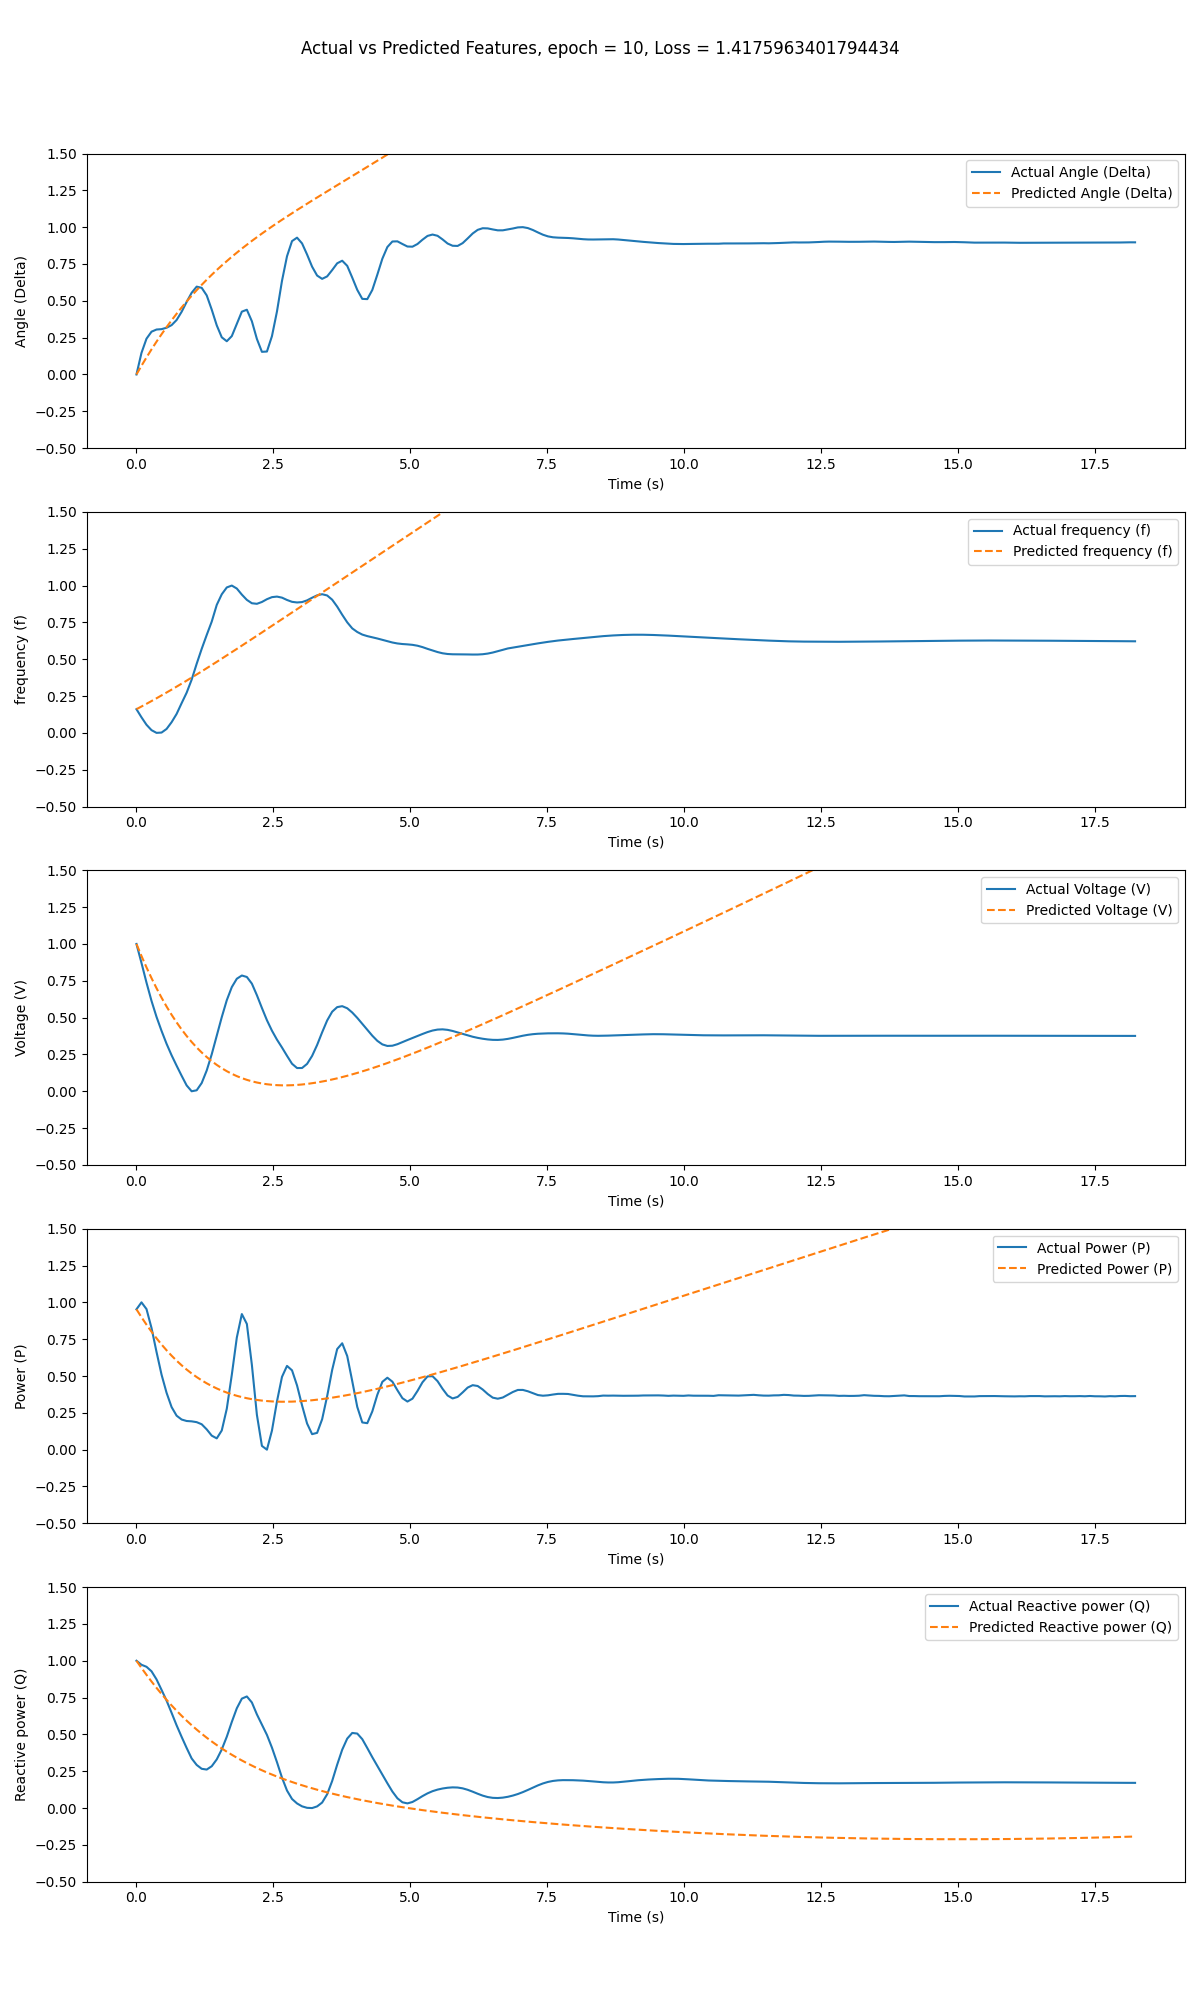 Actual vs Predicted Features, epoch = 10, Loss = 1.4175963401794434
1.50
1.25
1.00
0.75
0.50
0.25
0.00
−0.25
−0.50
Angle (Delta)
Actual Angle (Delta)
Predicted Angle (Delta)
0.0 2.5 5.0 7.5 10.0 12.5 15.0 17.5
Time (s)
1.50
1.25
1.00
0.75
0.50
0.25
0.00
−0.25
−0.50
frequency (f)
Actual frequency (f)
Predicted frequency (f)
0.0 2.5 5.0 7.5 10.0 12.5 15.0 17.5
Time (s)
1.50
1.25
1.00
0.75
0.50
0.25
0.00
−0.25
−0.50
Voltage (V)
Actual Voltage (V)
Predicted Voltage (V)
0.0 2.5 5.0 7.5 10.0 12.5 15.0 17.5
Time (s)
1.50
1.25
1.00
0.75
0.50
0.25
0.00
−0.25
−0.50
Power (P)
Actual Power (P)
Predicted Power (P)
0.0 2.5 5.0 7.5 10.0 12.5 15.0 17.5
Time (s)
1.50
1.25
1.00
0.75
0.50
0.25
0.00
−0.25
−0.50
Reactive power (Q)
Actual Reactive power (Q)
Predicted Reactive power (Q)
0.0 2.5 5.0 7.5 10.0 12.5 15.0 17.5
Time (s)